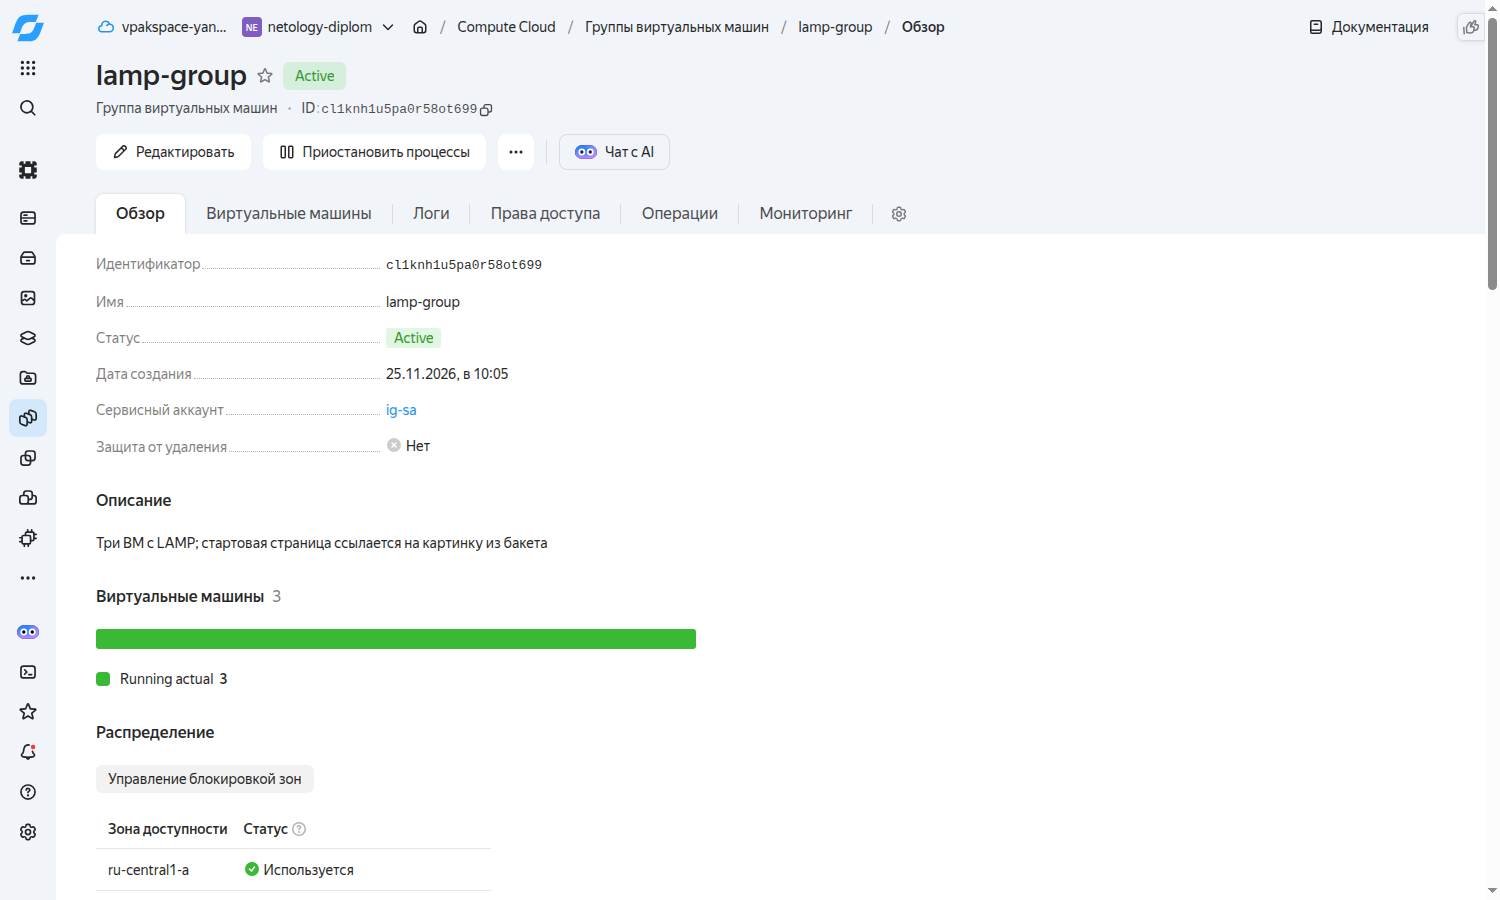 vpakspace-yan... NE netology-diplom / Compute Cloud / Группы виртуальных машин / lamp-group / Обзор Документация
lamp-group Active
Группа виртуальных машин · ID: cl1knh1u5pa0r58ot699
Редактировать Приостановить процессы Чат с AI
Обзор Виртуальные машины Логи Права доступа Операции Мониторинг
Идентификатор cl1knh1u5pa0r58ot699
Имя lamp-group
Статус Active
Дата создания 25.11.2026, в 10:05
Сервисный аккаунт ig-sa
Защита от удаления Нет
Описание
Три ВМ с LAMP; стартовая страница ссылается на картинку из бакета
Виртуальные машины 3
Running actual 3
Распределение
Управление блокировкой зон
Зона доступности Статус
ru-central1-a Используется